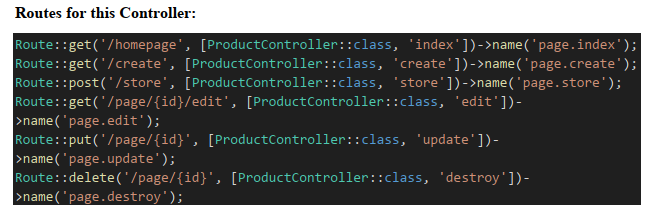 Routes for this Controller:
Route::get('/homepage', [ProductController::class, 'index'])->name('page.index');
Route::get('/create', [ProductController::class, 'create'])->name('page.create');
Route::post('/store', [ProductController::class, 'store'])->name('page.store');
Route::get('/page/{id}/edit', [ProductController::class, 'edit'])-
>name('page.edit');
Route::put('/page/{id}', [ProductController::class, 'update'])-
>name('page.update');
Route::delete('/page/{id}', [ProductController::class, 'destroy'])-
>name('page.destroy');